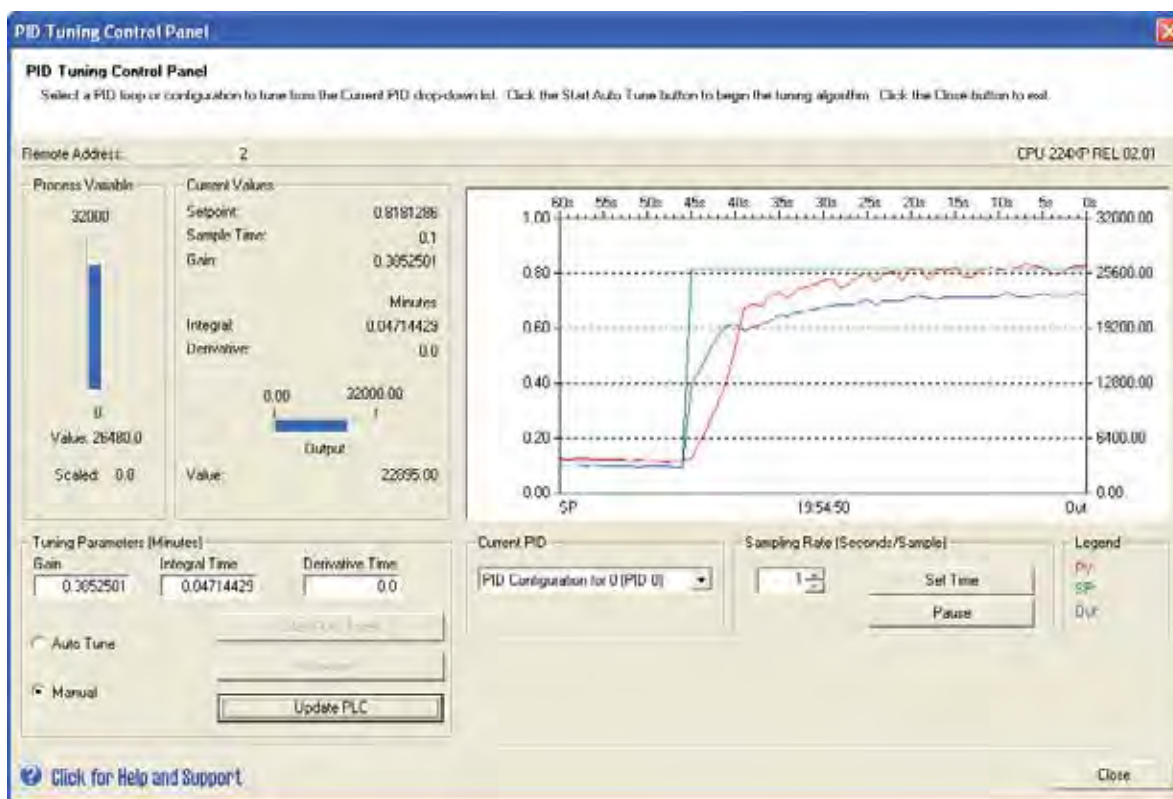 PID Tuning Control Panel
PID Tuning Control Panel
Select a PID loop or configuration to tune from the Current PID drop-down list. Click the Start Auto Tune button to begin the tuning algorithm. Click the Close button to exit.
Remote Address: 2 CPU 224XP REL 02.01
Process Variable
32000
0
Value: 26480.0
Scaled: 0.8
Current Values
Setpoint: 0.8181286
Sample Time: 0.1
Gain: 0.3852501
Minutes
Integral: 0.04714429
Derivative: 0.0
0.00 32000.00
Output
Value: 22895.00
60s 55s 50s 45s 40s 35s 30s 25s 20s 15s 10s 5s 0s
1.00 32000.00
0.80 25600.00
0.60 19200.00
0.40 12800.00
0.20 6400.00
0.00 0.00
SP 19:54:50 Out
Tuning Parameters (Minutes)
Gain Integral Time Derivative Time
0.3852501 0.04714429 0.0
Auto Tune
Manual
Update PLC
Current PID
PID Configuration for 0 (PID 0)
Sampling Rate (Seconds/Sample)
1
Set Time
Pause
Legend
PV
SP
Out
Click for Help and Support
Close